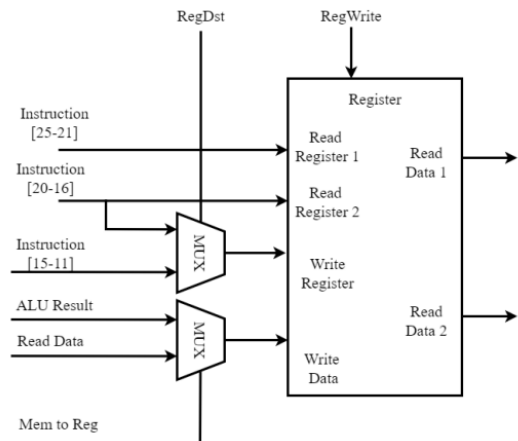 RegDst
RegWrite
Register
Instruction
[25-21]
Read
Register 1
Read
Data 1
Instruction
[20-16]
Read
Register 2
MUX
Instruction
[15-11]
Write
Register
ALU Result
MUX
Read
Data 2
Read Data
Write
Data
Mem to Reg